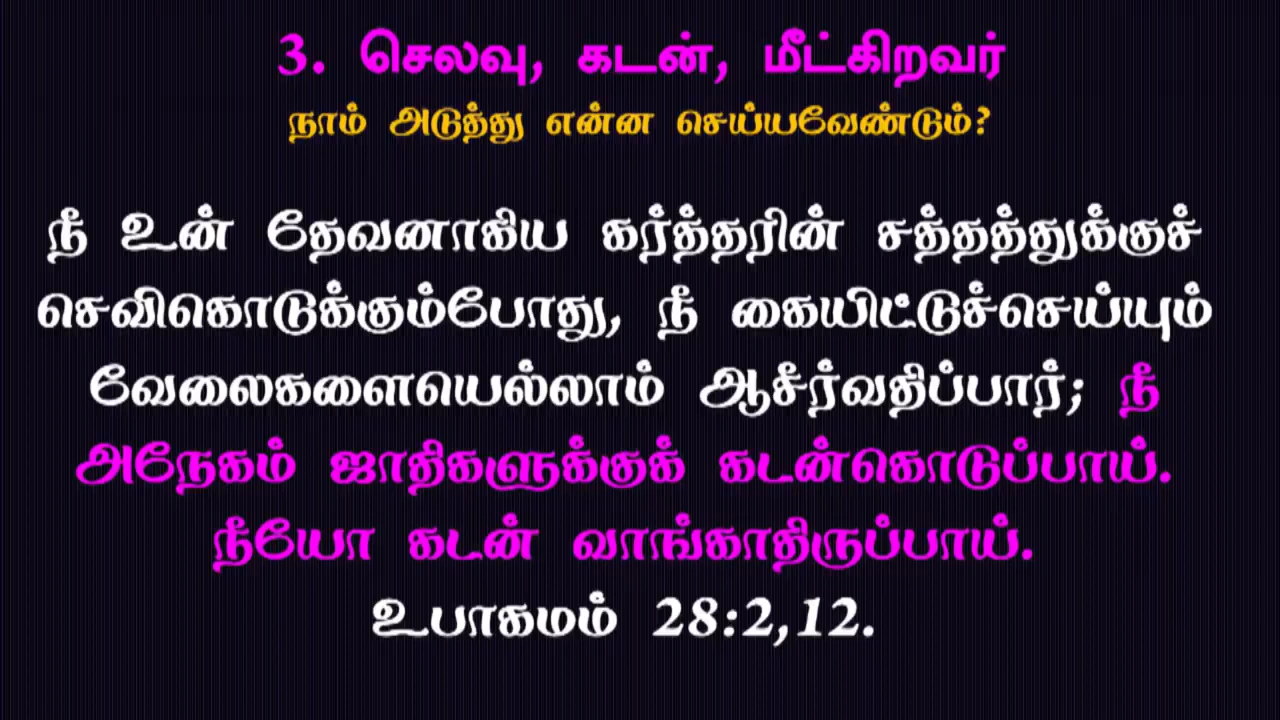 3. செலவு, கடன், மீட்கிறவர்
நாம் அடுத்து என்ன செய்யவேண்டும்?
நீ உன் தேவனாகிய கர்த்தரின் சத்தத்துக்குச்
செவிகொடுக்கும்போது, நீ கையிட்டுச்செய்யும்
வேலைகளையெல்லாம் ஆசீர்வதிப்பார்; நீ
அநேகம் ஜாதிகளுக்குக் கடன்கொடுப்பாய்.
நீயோ கடன் வாங்காதிருப்பாய்.
உபாகமம் 28:2,12.